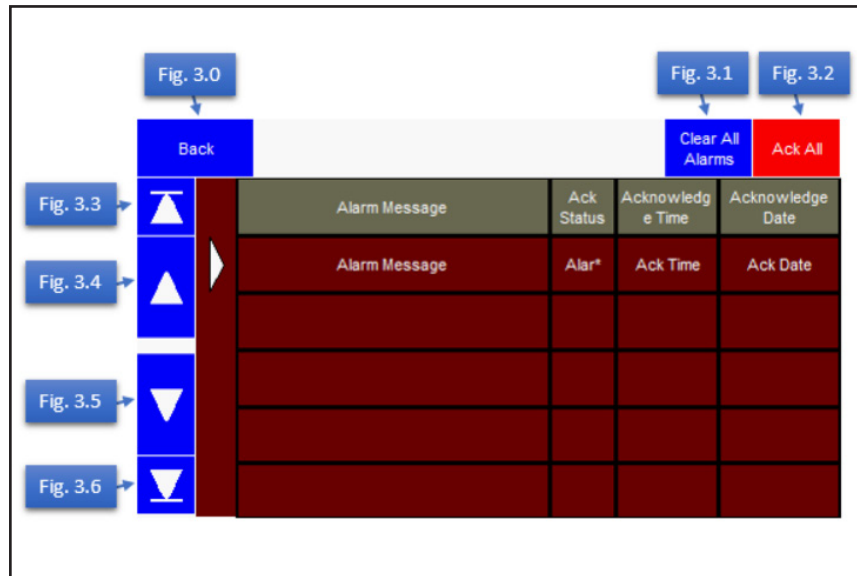 Fig. 3.0
Fig. 3.1
Fig. 3.2
Back
Clear All
Alarms
Ack All
Fig. 3.3
Alarm Message
Ack
Status
Acknowledg
e Time
Acknowledge
Date
Fig. 3.4
Alarm Message
Alar*
Ack Time
Ack Date
Fig. 3.5
Fig. 3.6